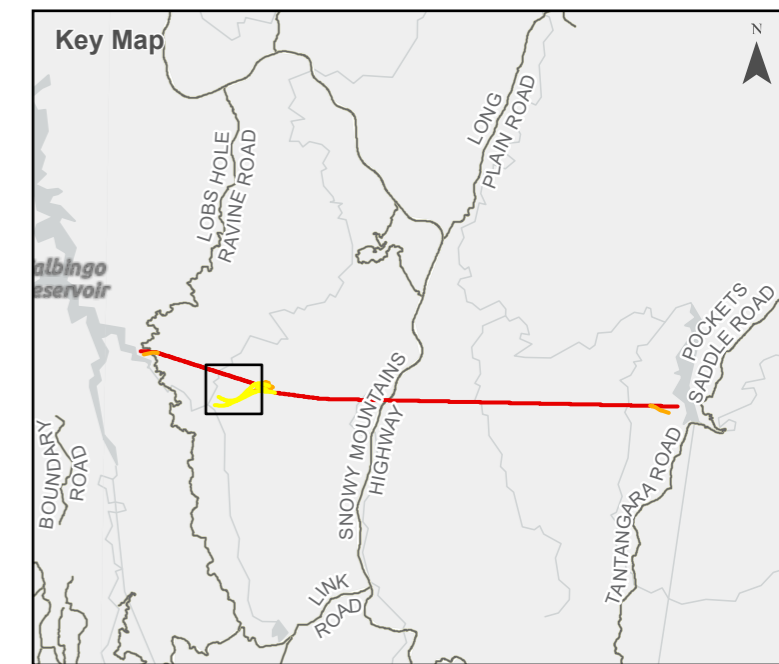 Key Map
N
LONG
PLAIN ROAD
LOBS HOLE
RAVINE ROAD
albingo
eservoir
POCKETS
SADDLE ROAD
SNOWY MOUNTAINS
HIGHWAY
BOUNDARY
ROAD
TANTANGARA ROAD
LINK
ROAD